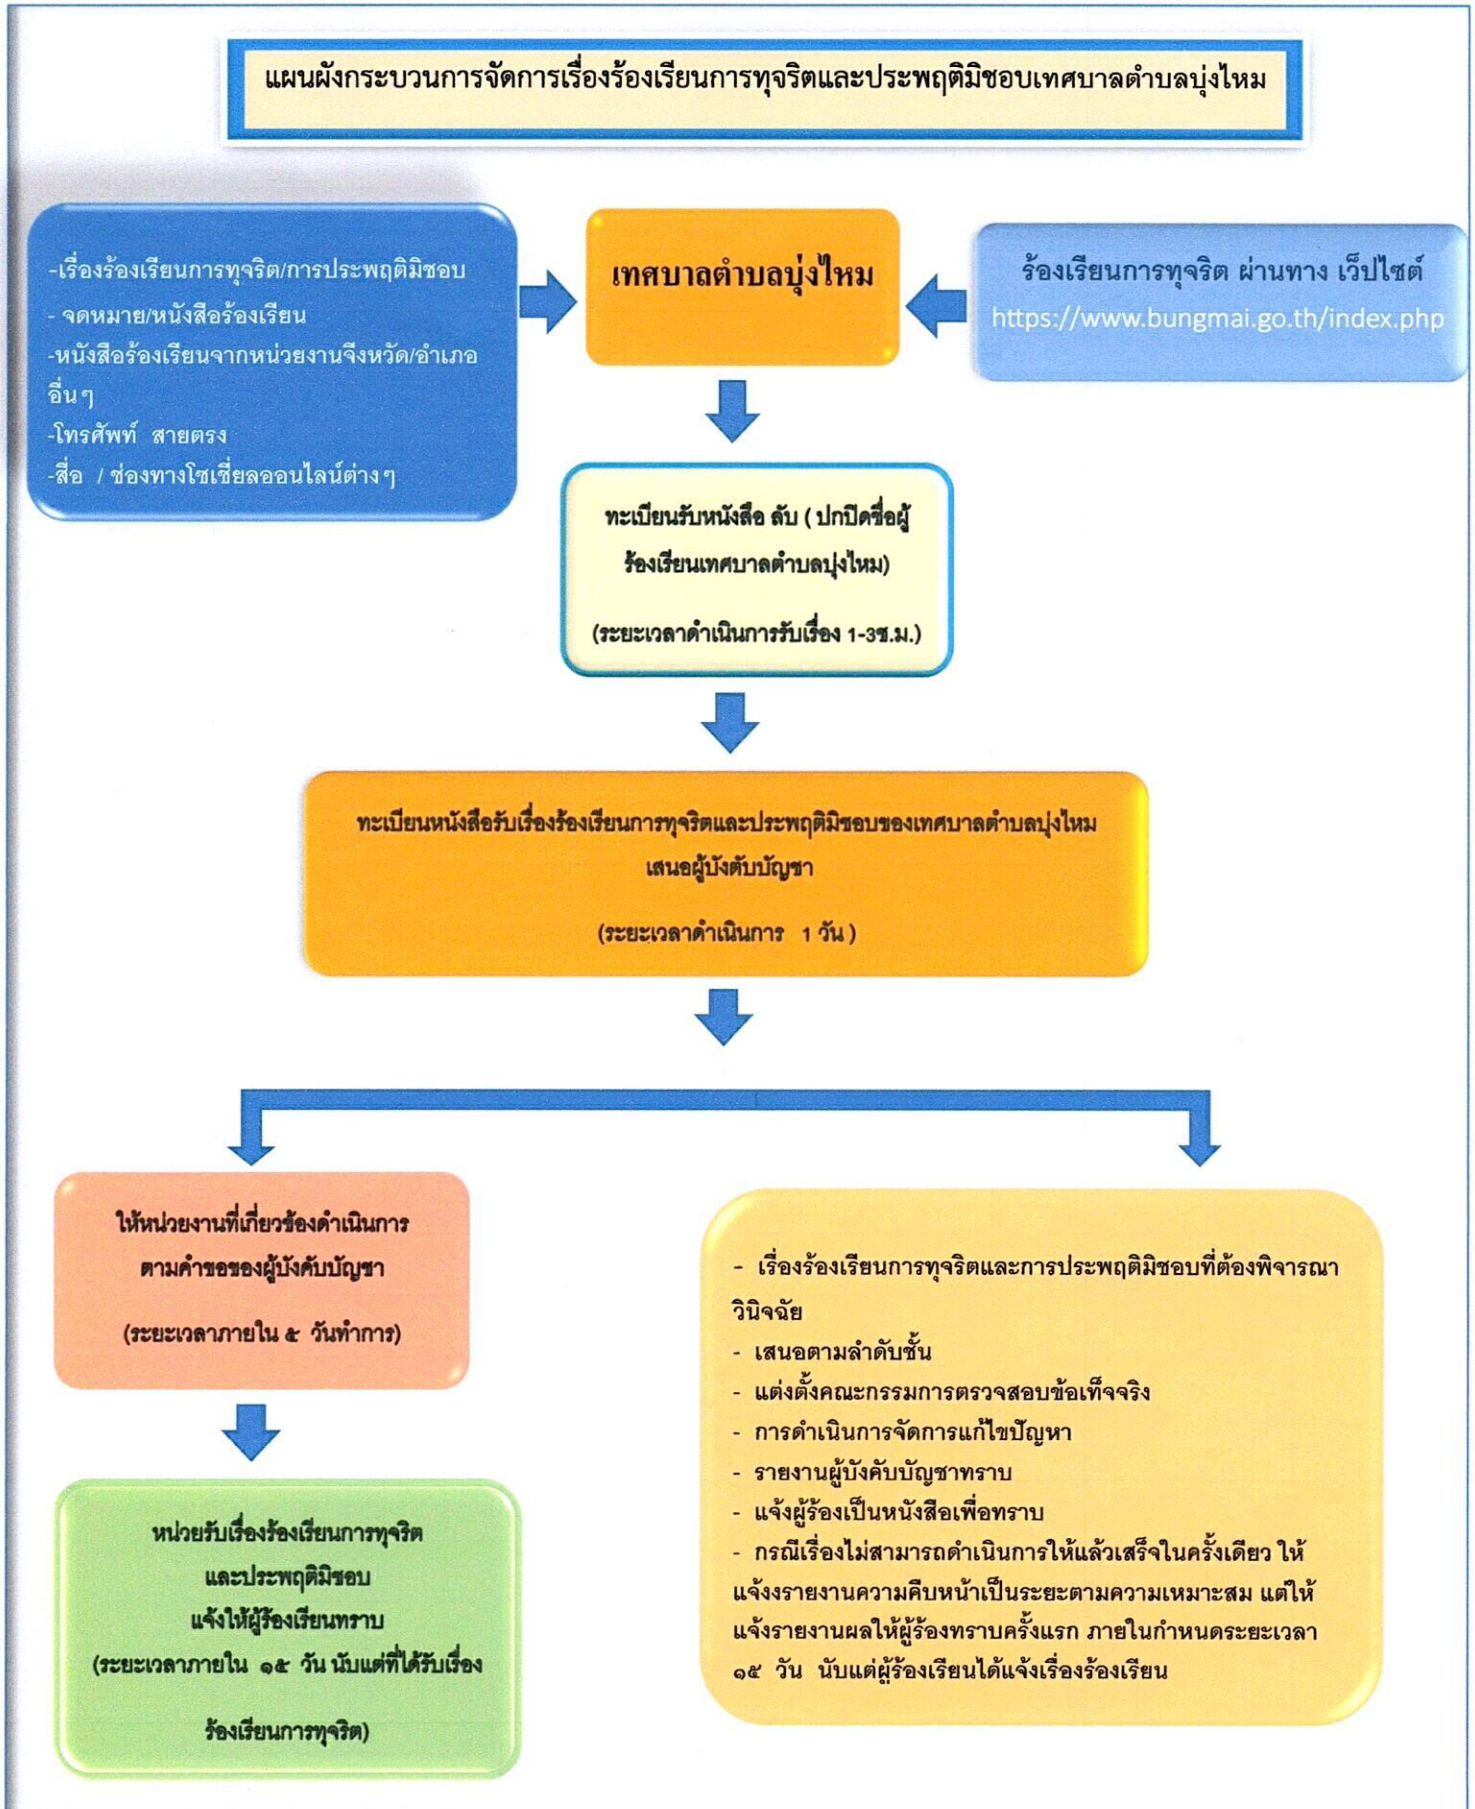 แผนผังกระบวนการจัดการเรื่องร้องเรียนการทุจริตและประพฤติมิชอบเทศบาลตำบลบุ่งไหม
-เรื่องร้องเรียนการทุจริต/การประพฤติมิชอบ
- จดหมาย/หนังสือร้องเรียน
-หนังสือร้องเรียนจากหน่วยงานจึงหวัด/อำเภอ
อื่นๆ
-โทรศัพท์ สายตรง
-สื่อ / ช่องทางโซเชี่ยลออนไลน์ต่างๆ
เทศบาลตำบลบุ่งไหม
ร้องเรียนการทุจริต ผ่านทาง เว็ปไซต์
https://www.bungmai.go.th/index.php
ทะเบียนรับหนังสือ ลับ ( ปกปิดชื่อผู้
ร้องเรียนเทศบาลตำบลบุ่งไหม)
(ระยะเวลาดำเนินการรับเรื่อง 1-3ช.ม.)
ทะเบียนหนังสือรับเรื่องร้องเรียนการทุจริตและประพฤติมิชอบของเทศบาลตำบลบุ่งไหม
เสนอผู้บังตับบัญชา
(ระยะเวลาดำเนินการ 1 วัน )
ให้หน่วยงานที่เกี่ยวข้องดำเนินการ
ตามคำขอของผู้บังคับบัญชา
(ระยะเวลาภายใน ๕ วันทำการ)
หน่วยรับเรื่องร้องเรียนการทุจริต
และประพฤติมิชอบ
แจ้งให้ผู้ร้องเรียนทราบ
(ระยะเวลาภายใน ๑๕ วัน นับแต่ที่ได้รับเรื่อง
ร้องเรียนการทุจริต)
- เรื่องร้องเรียนการทุจริตและการประพฤติมิชอบที่ต้องพิจารณา
วินิจฉัย
- เสนอตามลำดับชั้น
- แต่งตั้งคณะกรรมการตรวจสอบข้อเท็จจริง
- การดำเนินการจัดการแก้ไขปัญหา
- รายงานผู้บังคับบัญชาทราบ
- แจ้งผู้ร้องเป็นหนังสือเพื่อทราบ
- กรณีเรื่องไม่สามารถดำเนินการให้แล้วเสร็จในครั้งเดียว ให้
แจ้งงรายงานความคืบหน้าเป็นระยะตามความเหมาะสม แต่ให้
แจ้งรายงานผลให้ผู้ร้องทราบครั้งแรก ภายในกำหนดระยะเวลา
๑๕ วัน นับแต่ผู้ร้องเรียนได้แจ้งเรื่องร้องเรียน